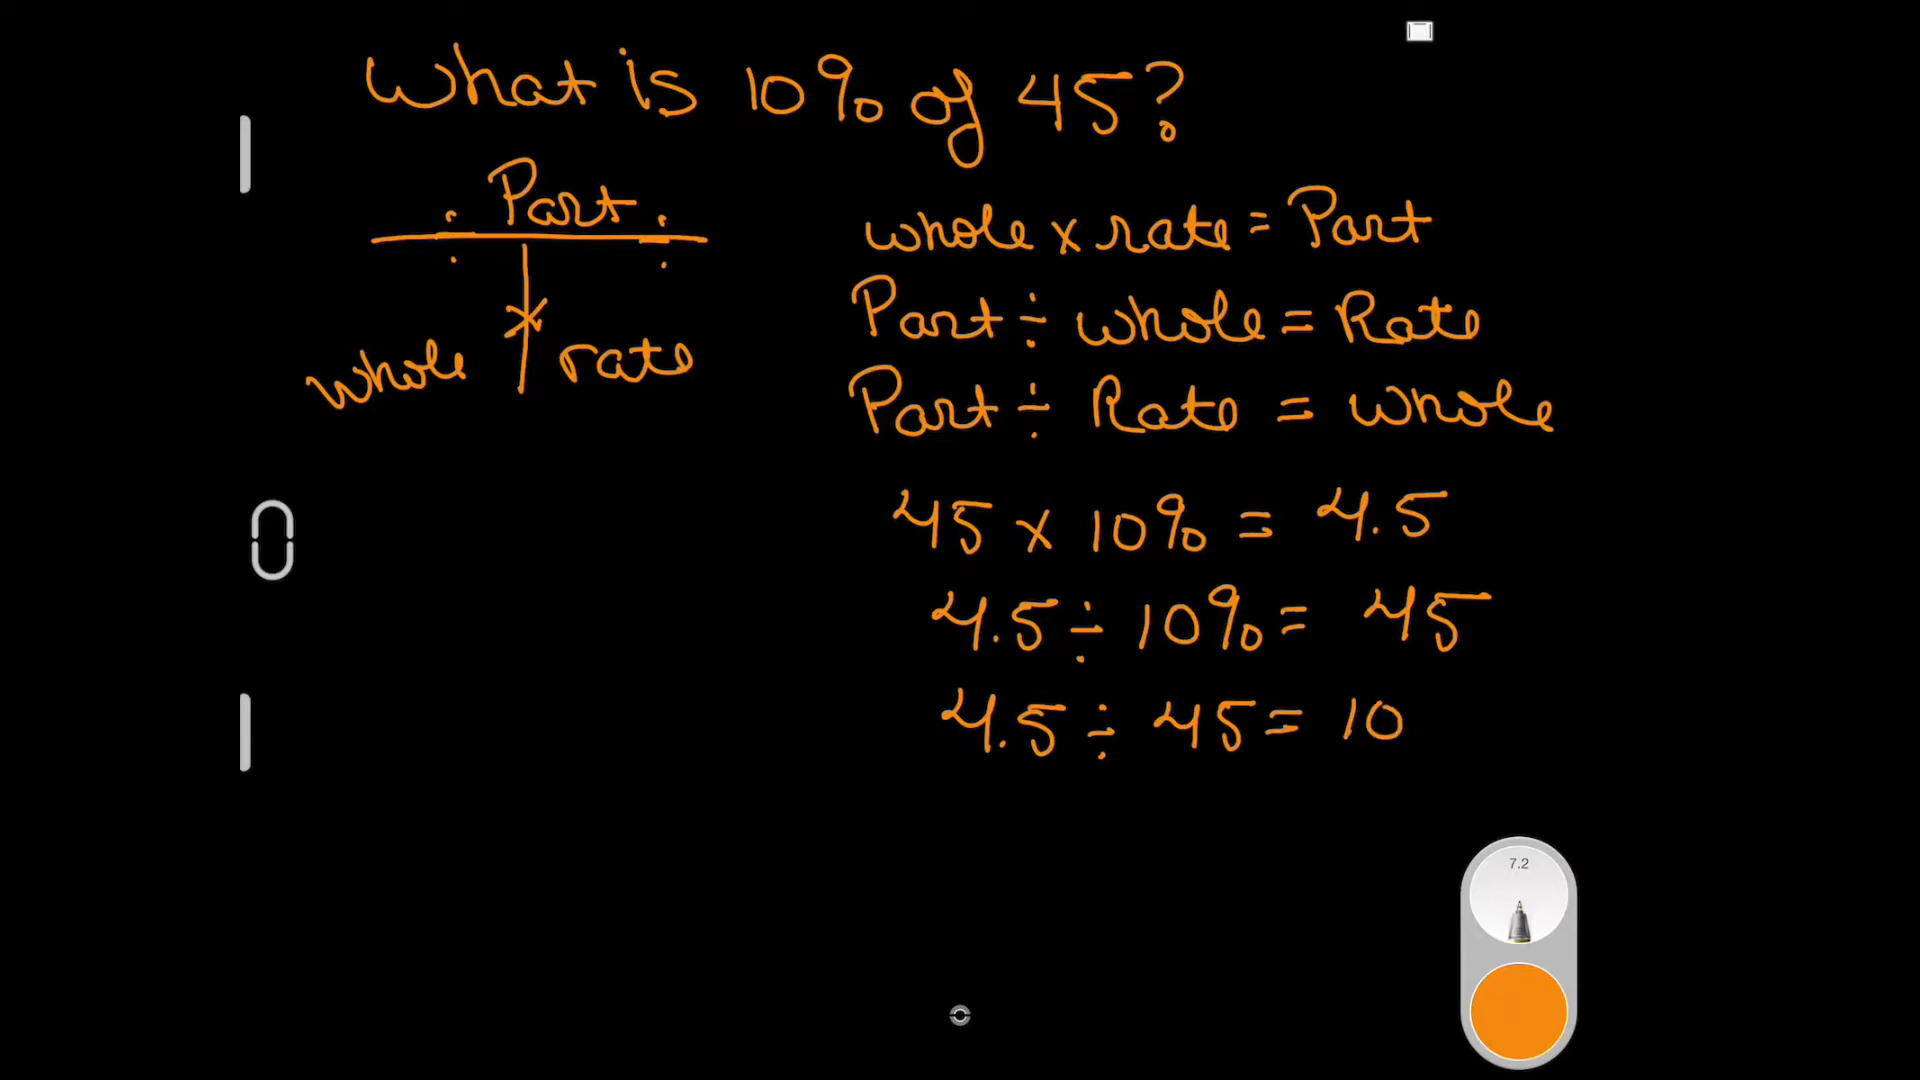 What is 10% of 45?
Part
whole × rate
whole x rate = Part
Part ÷ whole = Rate
Part ÷ Rate = whole
45 x 10% = 4.5
4.5 ÷ 10% = 45
4.5 ÷ 45 = 10
7.2